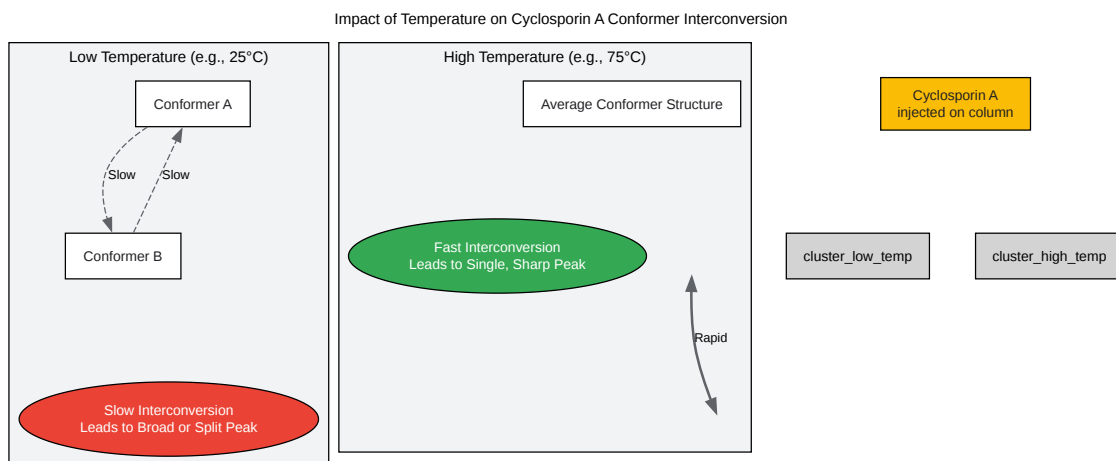 Impact of Temperature on Cyclosporin A Conformer Interconversion
Low Temperature (e.g., 25°C)
Conformer A
Slow
Slow
Conformer B
Slow Interconversion
Leads to Broad or Split Peak
High Temperature (e.g., 75°C)
Average Conformer Structure
Fast Interconversion
Leads to Single, Sharp Peak
Rapid
Cyclosporin A
injected on column
cluster_low_temp
cluster_high_temp